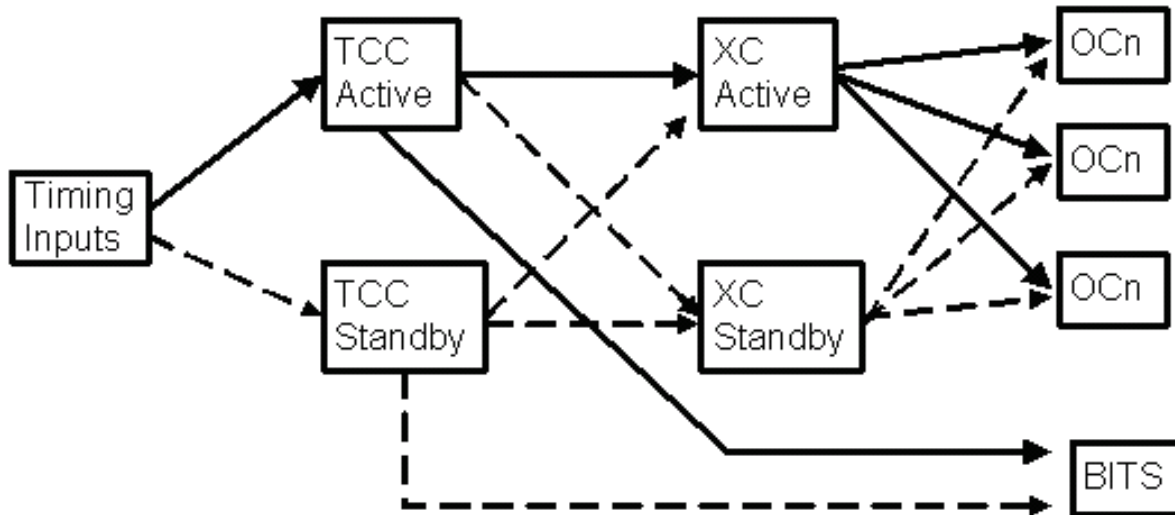 Timing
Inputs
TCC
Active
TCC
Standby
XC
Active
XC
Standby
OCn
OCn
OCn
BITS